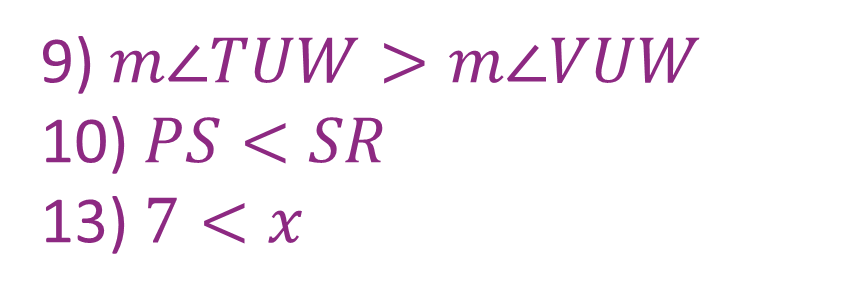 9) m∠TUW > m∠VUW
10) PS < SR
13) 7 < x